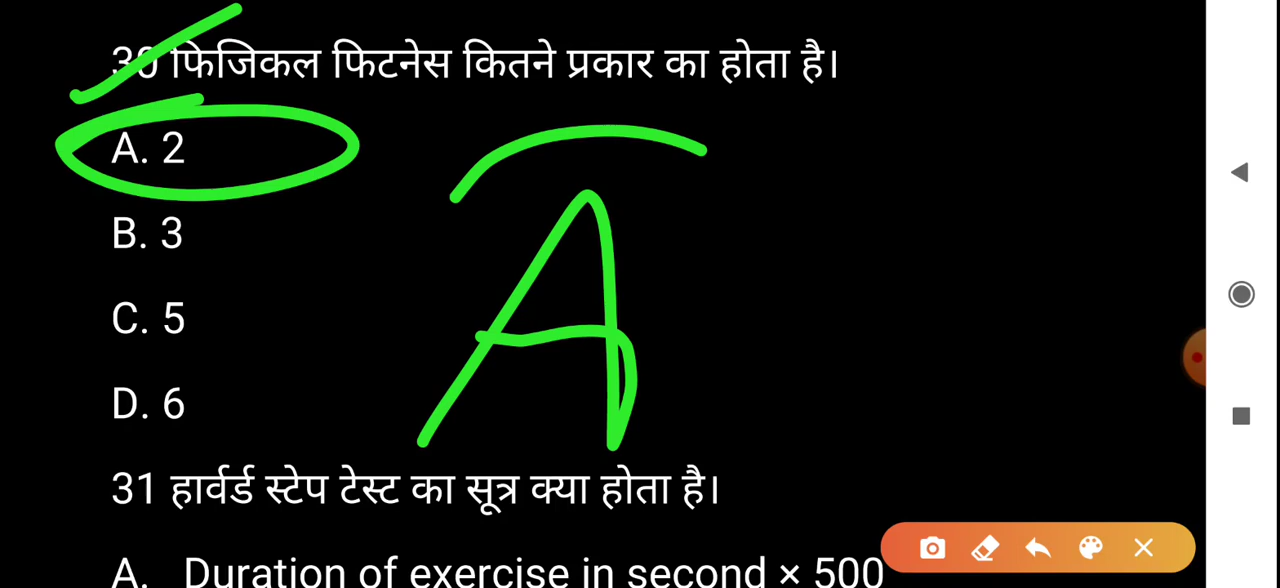 30 फिजिकल फिटनेस कितने प्रकार का होता है।
A. 2
B. 3
A
C. 5
D. 6
31 हार्वर्ड स्टेप टेस्ट का सूत्र क्या होता है।
A. Duration of exercise in second × 500